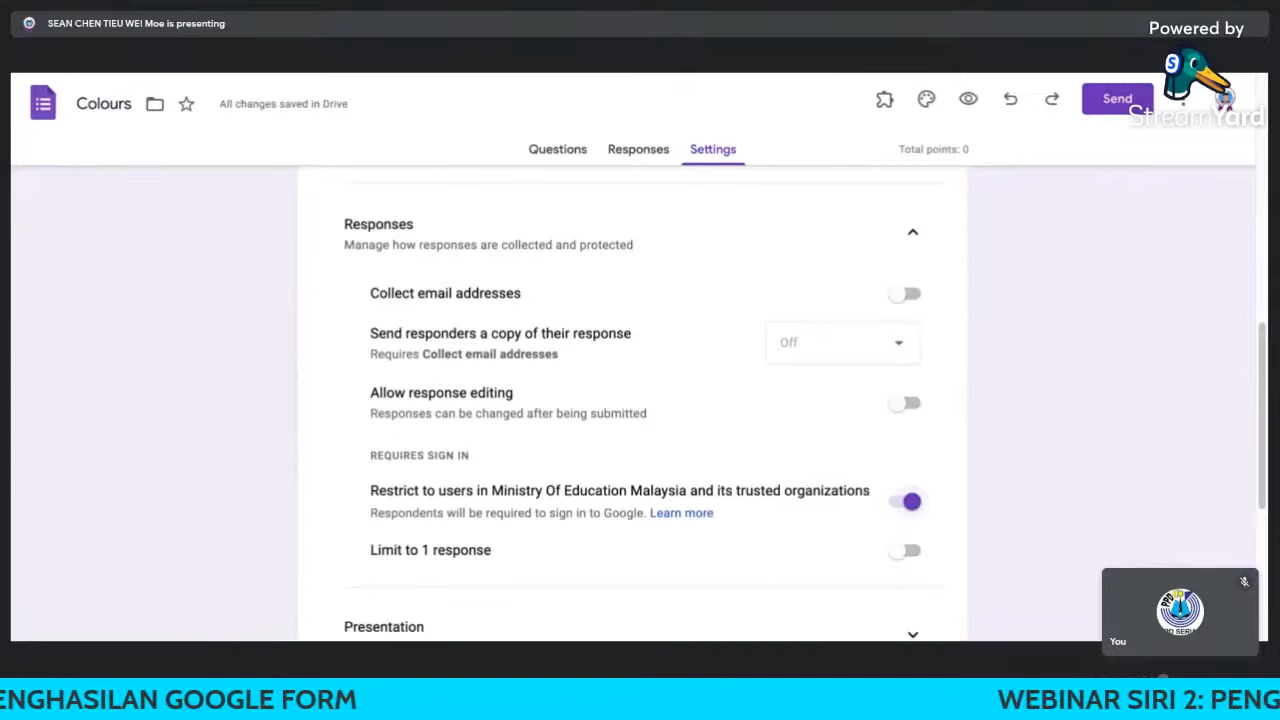 SEAN CHEN TIEU WEI Moe is presenting
Powered by
S
StreamYard
Colours
All changes saved in Drive
Send
Questions
Responses
Settings
Total points: 0
Responses
Manage how responses are collected and protected
Collect email addresses
Send responders a copy of their response
Requires Collect email addresses
Off
Allow response editing
Responses can be changed after being submitted
REQUIRES SIGN IN
Restrict to users in Ministry Of Education Malaysia and its trusted organizations
Respondents will be required to sign in to Google. Learn more
Limit to 1 response
Presentation
PPD
You
ENGHASILAN GOOGLE FORM
WEBINAR SIRI 2: PENG